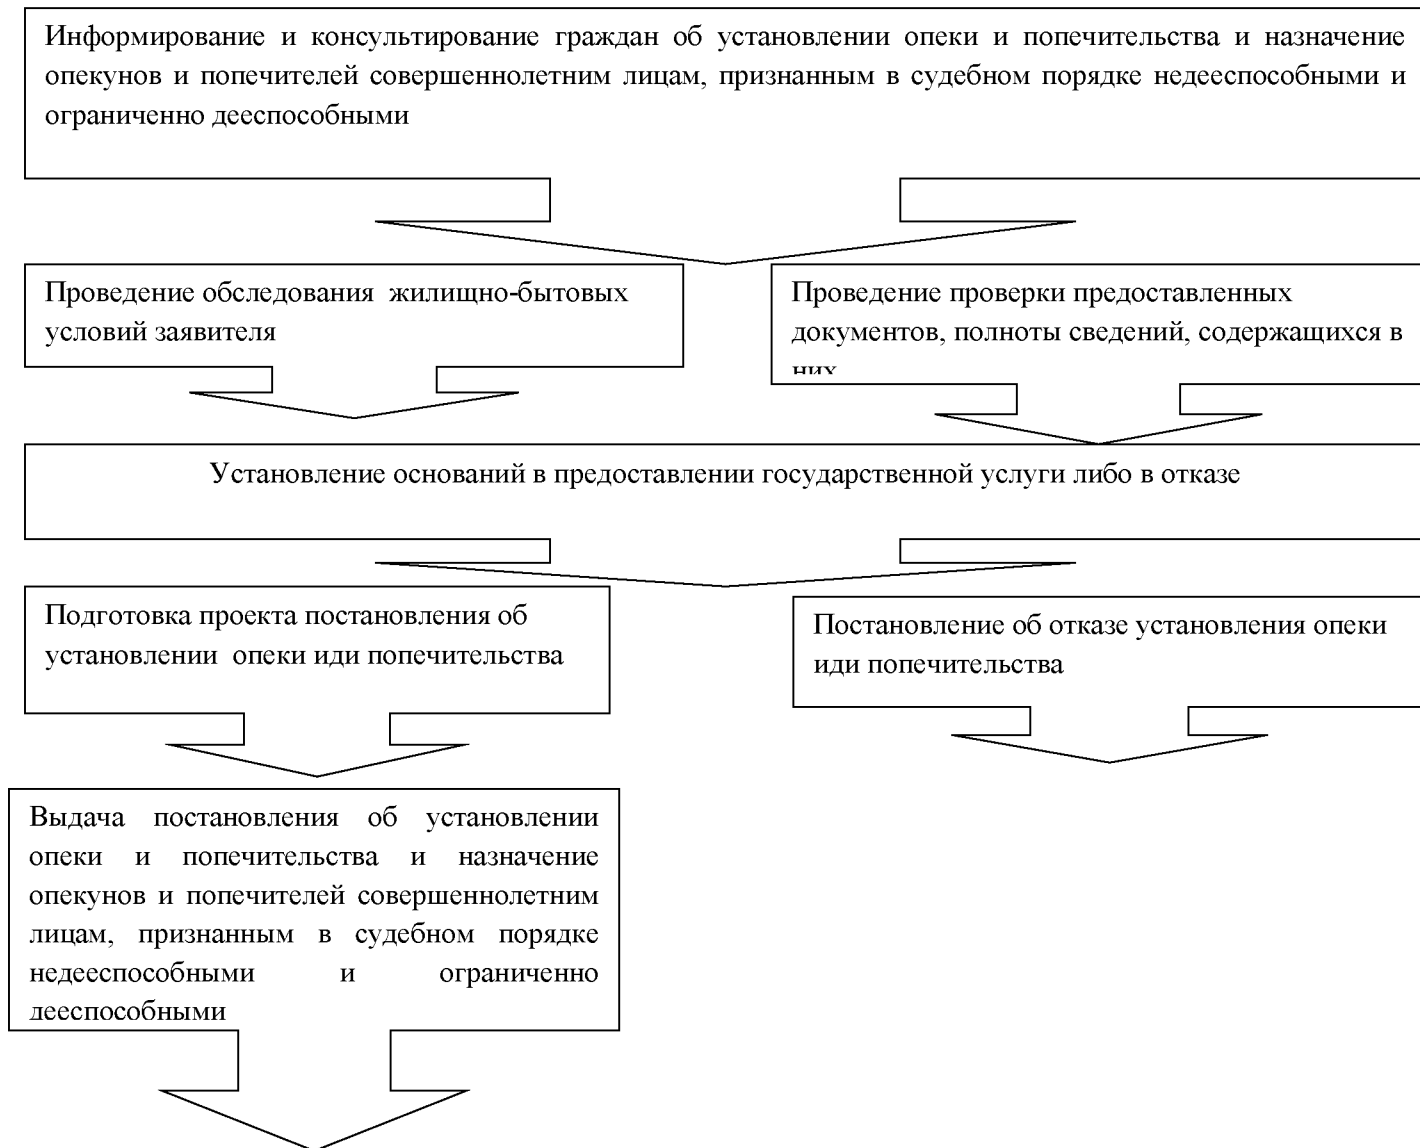 Информирование и консультирование граждан об установлении опеки и попечительства и назначение
опекунов и попечителей совершеннолетним лицам, признанным в судебном порядке недееспособными и
ограниченно дееспособными
Проведение обследования жилищно-бытовых
условий заявителя
Проведение проверки предоставленных
документов, полноты сведений, содержащихся в
них
Установление оснований в предоставлении государственной услуги либо в отказе
Подготовка проекта постановления об
установлении опеки иди попечительства
Постановление об отказе установления опеки
иди попечительства
Выдача постановления об установлении
опеки и попечительства и назначение
опекунов и попечителей совершеннолетним
лицам, признанным в судебном порядке
недееспособными и ограниченно
дееспособными